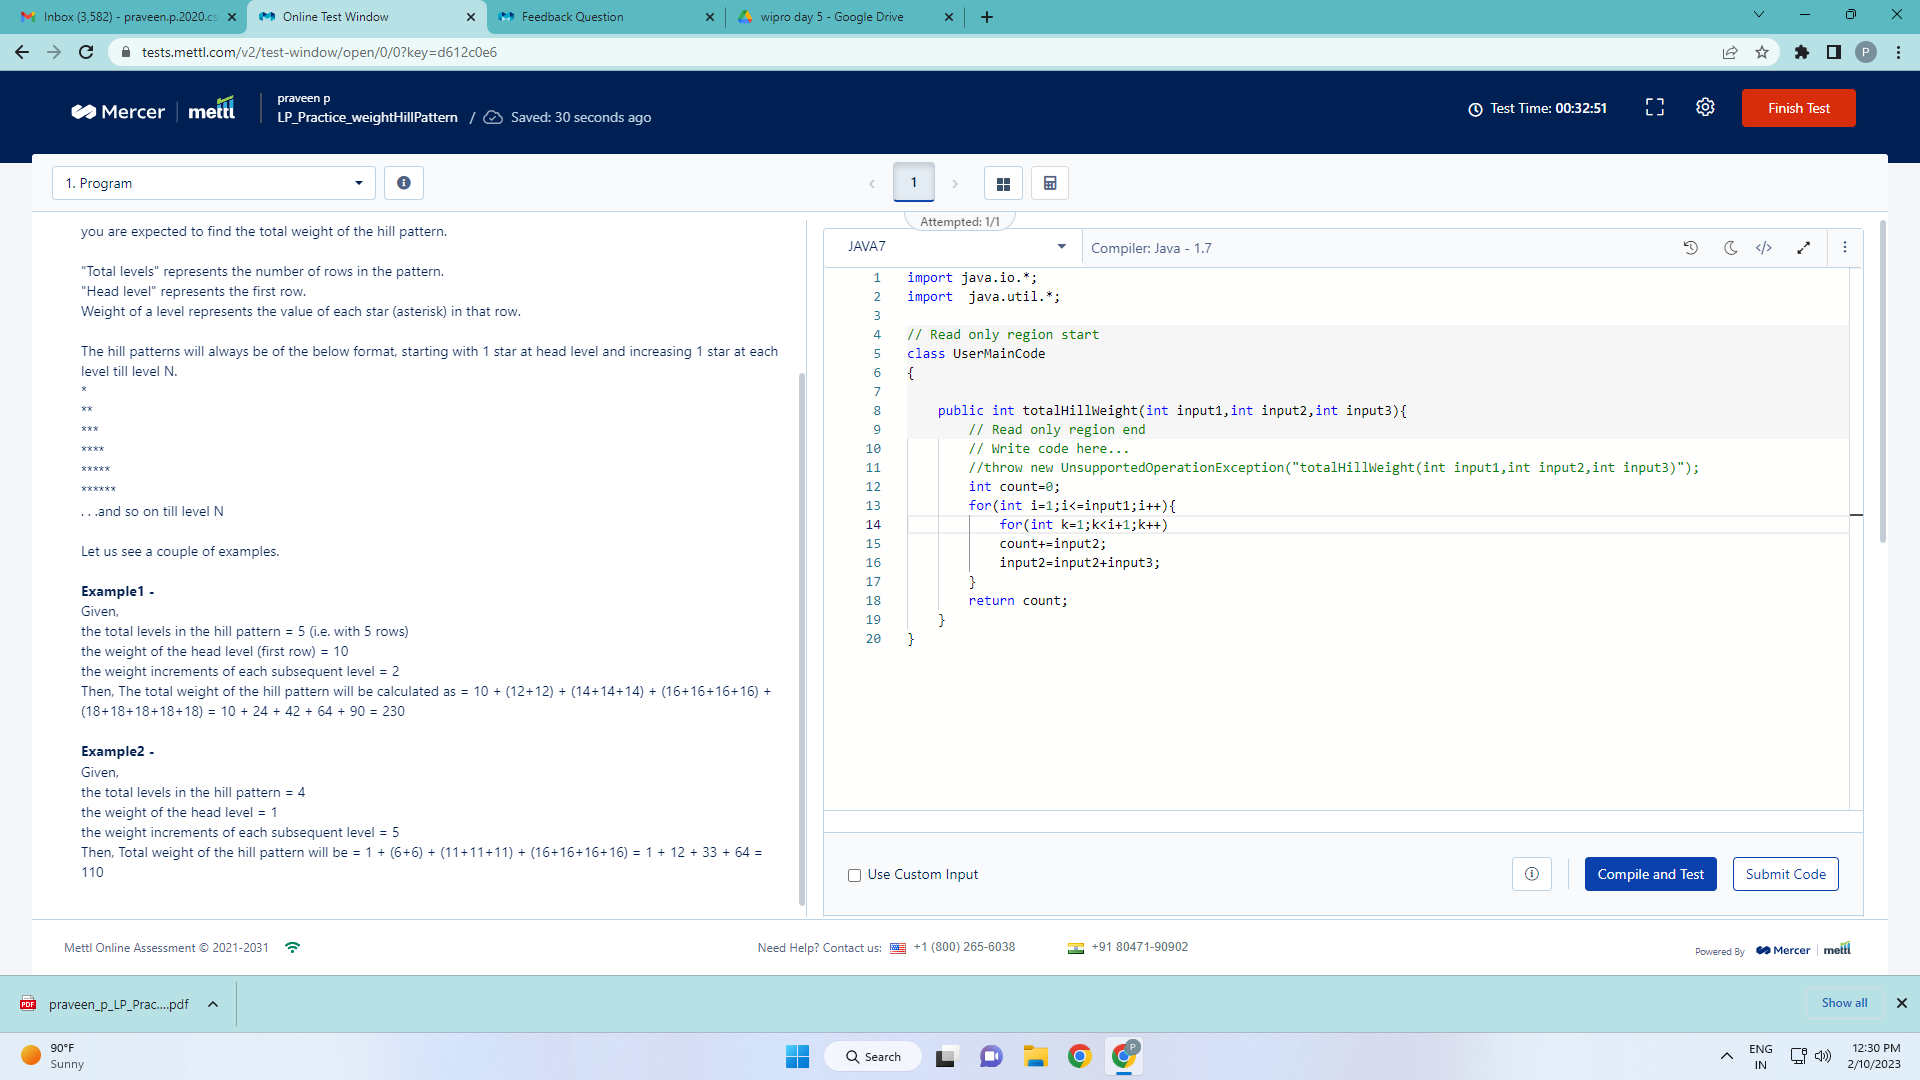 Inbox (3,582) - praveen.p.2020.cs
Online Test Window
Feedback Question
wipro day 5 - Google Drive
tests.mettl.com/v2/test-window/open/0/0?key=d612c0e6
P
Mercer | mettl
praveen p
LP_Practice_weightHillPattern / Saved: 30 seconds ago
Test Time: 00:32:51
Finish Test
1. Program
1
Attempted: 1/1
you are expected to find the total weight of the hill pattern.
"Total levels" represents the number of rows in the pattern.
"Head level" represents the first row.
Weight of a level represents the value of each star (asterisk) in that row.
The hill patterns will always be of the below format, starting with 1 star at head level and increasing 1 star at each
level till level N.
*
**
***
****
*****
******
. . .and so on till level N
Let us see a couple of examples.
Example1 -
Given,
the total levels in the hill pattern = 5 (i.e. with 5 rows)
the weight of the head level (first row) = 10
the weight increments of each subsequent level = 2
Then, The total weight of the hill pattern will be calculated as = 10 + (12+12) + (14+14+14) + (16+16+16+16) +
(18+18+18+18+18) = 10 + 24 + 42 + 64 + 90 = 230
Example2 -
Given,
the total levels in the hill pattern = 4
the weight of the head level = 1
the weight increments of each subsequent level = 5
Then, Total weight of the hill pattern will be = 1 + (6+6) + (11+11+11) + (16+16+16+16) = 1 + 12 + 33 + 64 =
110
JAVA7
Compiler: Java - 1.7
1 import java.io.*;
2 import  java.util.*;
3
4 // Read only region start
5 class UserMainCode
6 {
7
8     public int totalHillWeight(int input1,int input2,int input3){
9         // Read only region end
10         // Write code here...
11         //throw new UnsupportedOperationException("totalHillWeight(int input1,int input2,int input3)");
12         int count=0;
13         for(int i=1;i<=input1;i++){
14             for(int k=1;k<i+1;k++)
15             count+=input2;
16             input2=input2+input3;
17         }
18         return count;
19     }
20 }
Use Custom Input
Compile and Test
Submit Code
Mettl Online Assessment © 2021-2031
Need Help? Contact us: +1 (800) 265-6038
+91 80471-90902
Powered By Mercer | mettl
PDF praveen_p_LP_Prac....pdf
Show all
90°F
Sunny
Search
P
ENG
IN
12:30 PM
2/10/2023